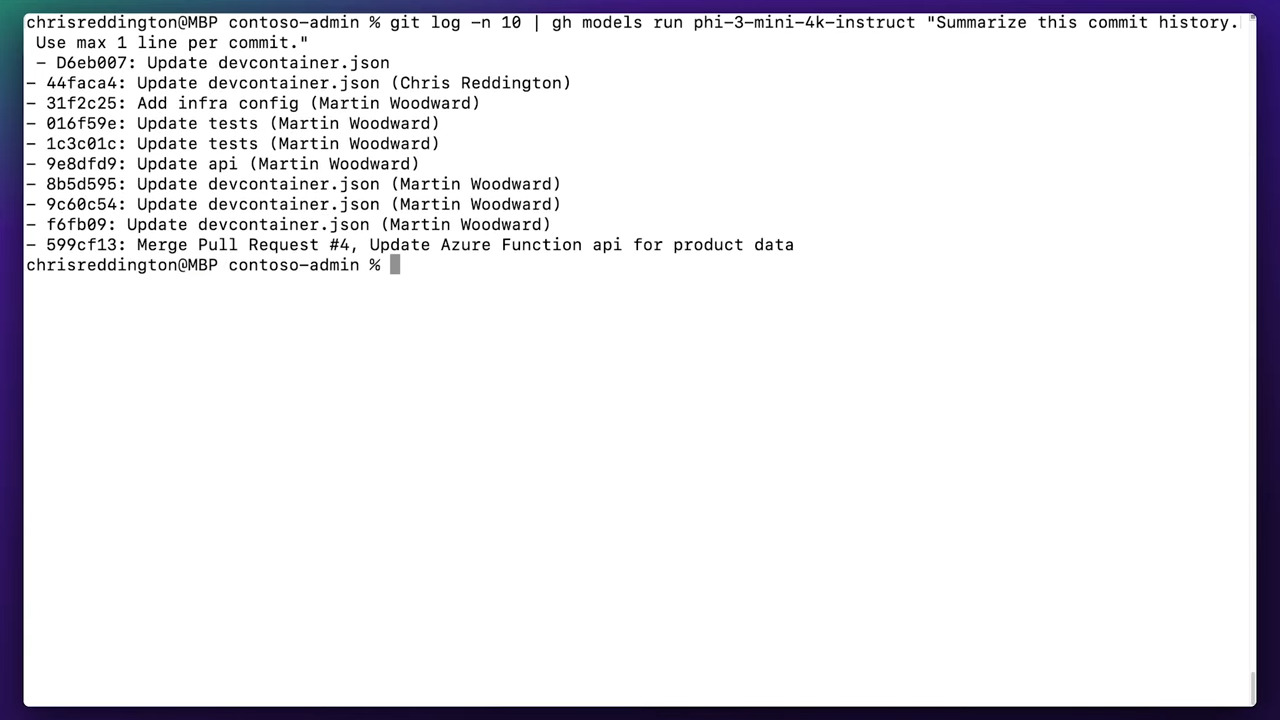 chrisreddington@MBP contoso-admin % git log -n 10 | gh models run phi-3-mini-4k-instruct "Summarize this commit history.
Use max 1 line per commit."
- D6eb007: Update devcontainer.json
- 44faca4: Update devcontainer.json (Chris Reddington)
- 31f2c25: Add infra config (Martin Woodward)
- 016f59e: Update tests (Martin Woodward)
- 1c3c01c: Update tests (Martin Woodward)
- 9e8dfd9: Update api (Martin Woodward)
- 8b5d595: Update devcontainer.json (Martin Woodward)
- 9c60c54: Update devcontainer.json (Martin Woodward)
- f6fb09: Update devcontainer.json (Martin Woodward)
- 599cf13: Merge Pull Request #4, Update Azure Function api for product data
chrisreddington@MBP contoso-admin %